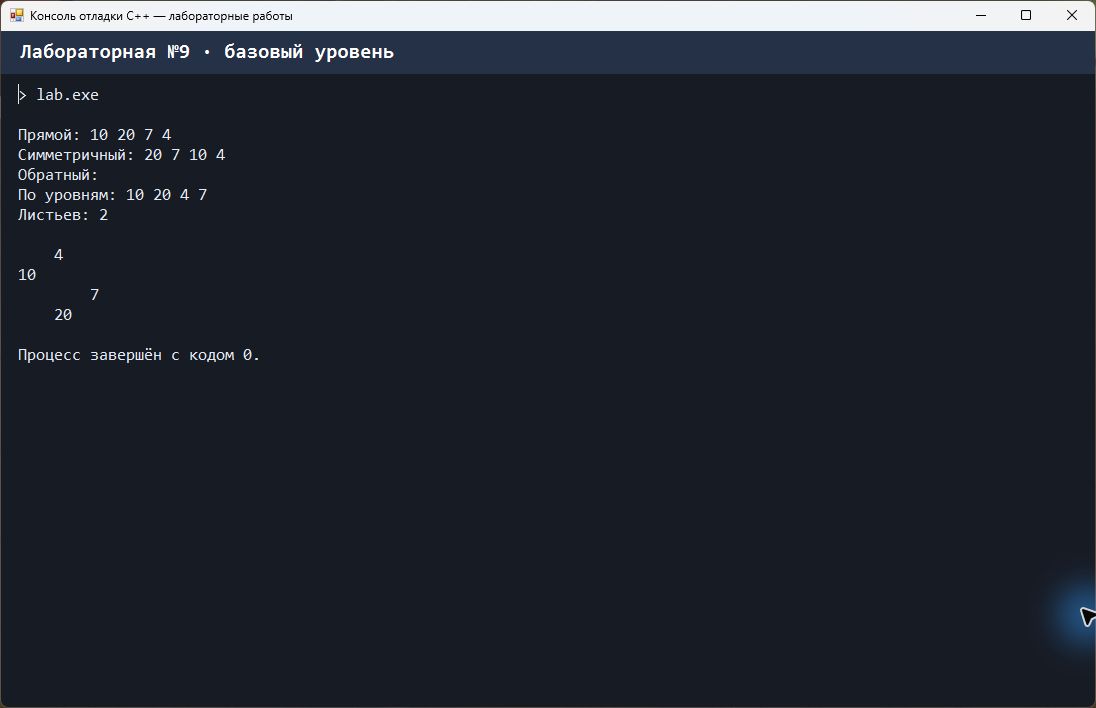 Консоль отладки C++ — лабораторные работы
Лабораторная №9 · базовый уровень
> lab.exe
Прямой: 10 20 7 4
Симметричный: 20 7 10 4
Обратный:
По уровням: 10 20 4 7
Листьев: 2
4
10
7
20
Процесс завершён с кодом 0.